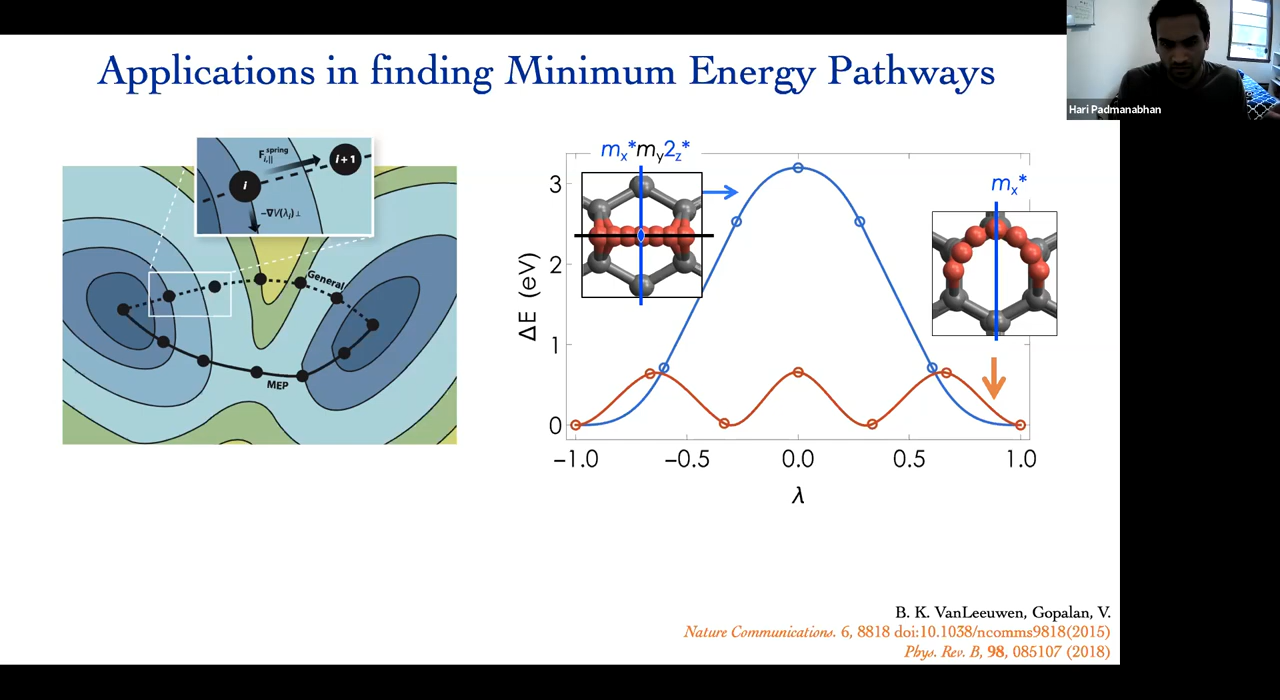 Applications in finding Minimum Energy Pathways
Hari Padmanabhan
F i,|| spring
i+1
i
−∇V(λi)⊥
General
MEP
mx*my2z*
mx*
ΔE (eV)
3
2
1
0
−1.0 −0.5 0.0 0.5 1.0
λ
B. K. VanLeeuwen, Gopalan, V.
Nature Communications. 6, 8818 doi:10.1038/ncomms9818(2015)
Phys. Rev. B, 98, 085107 (2018)